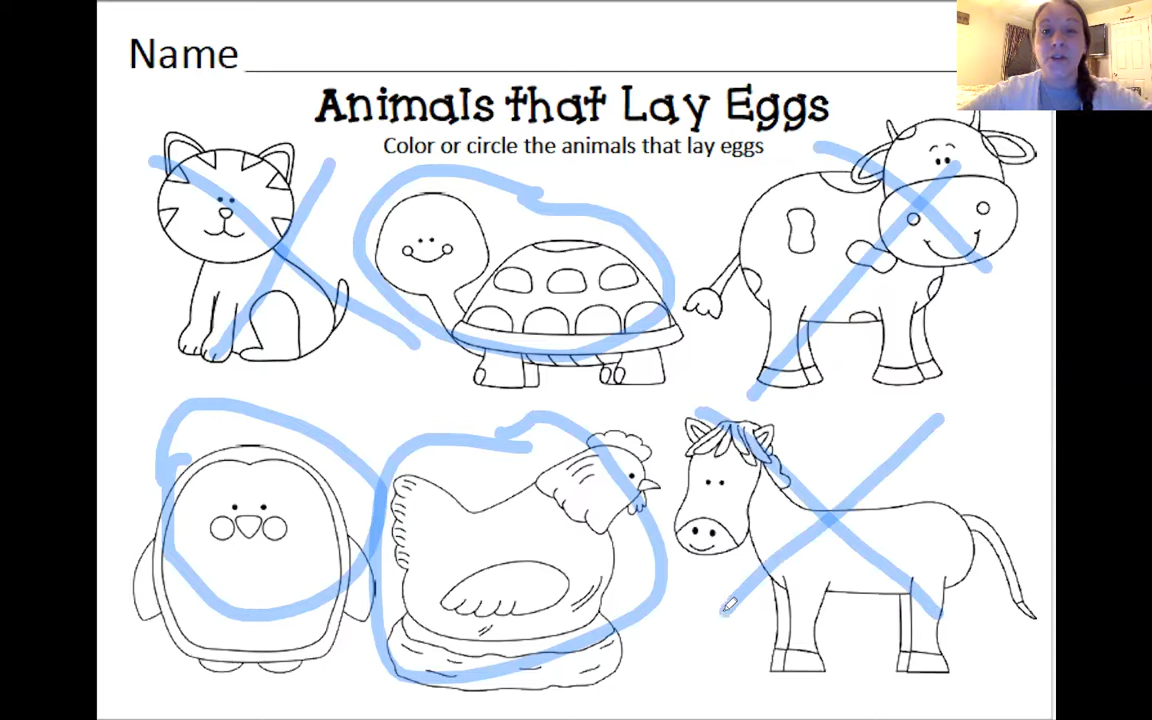 Name
Animals that Lay Eggs
Color or circle the animals that lay eggs